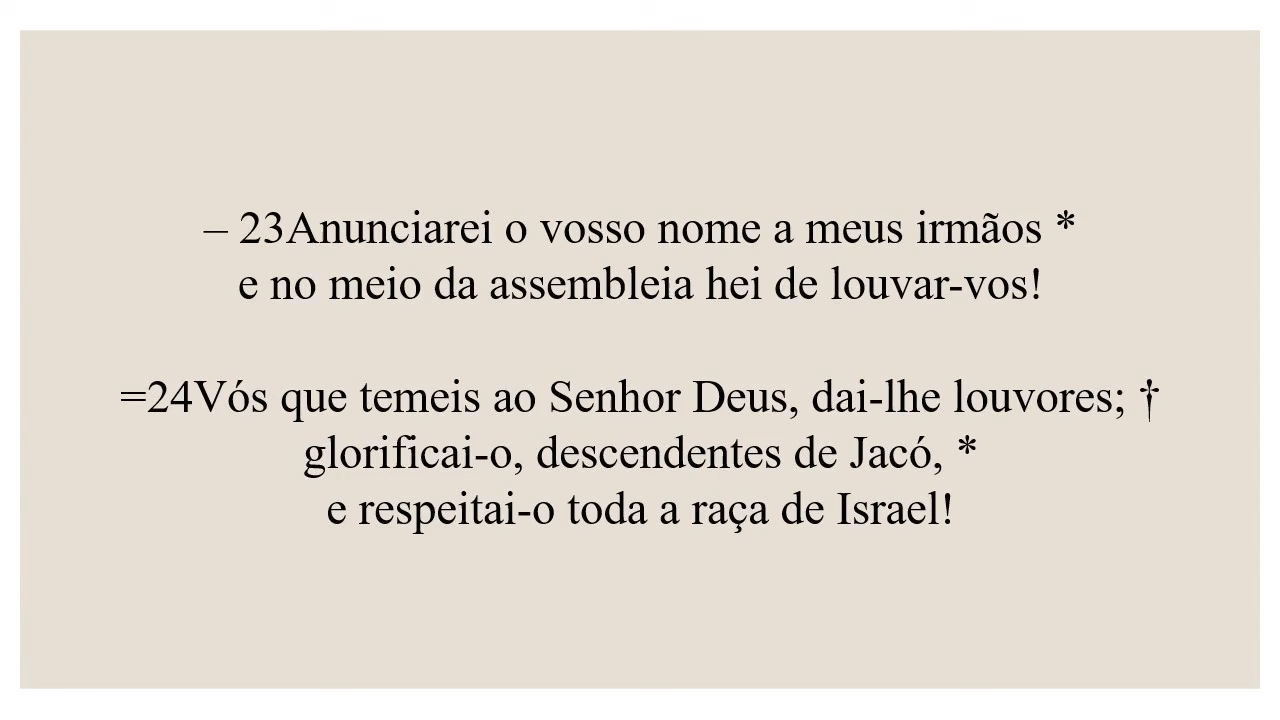 – 23Anunciarei o vosso nome a meus irmãos *
e no meio da assembleia hei de louvar-vos!
=24Vós que temeis ao Senhor Deus, dai-lhe louvores; †
glorificai-o, descendentes de Jacó, *
e respeitai-o toda a raça de Israel!